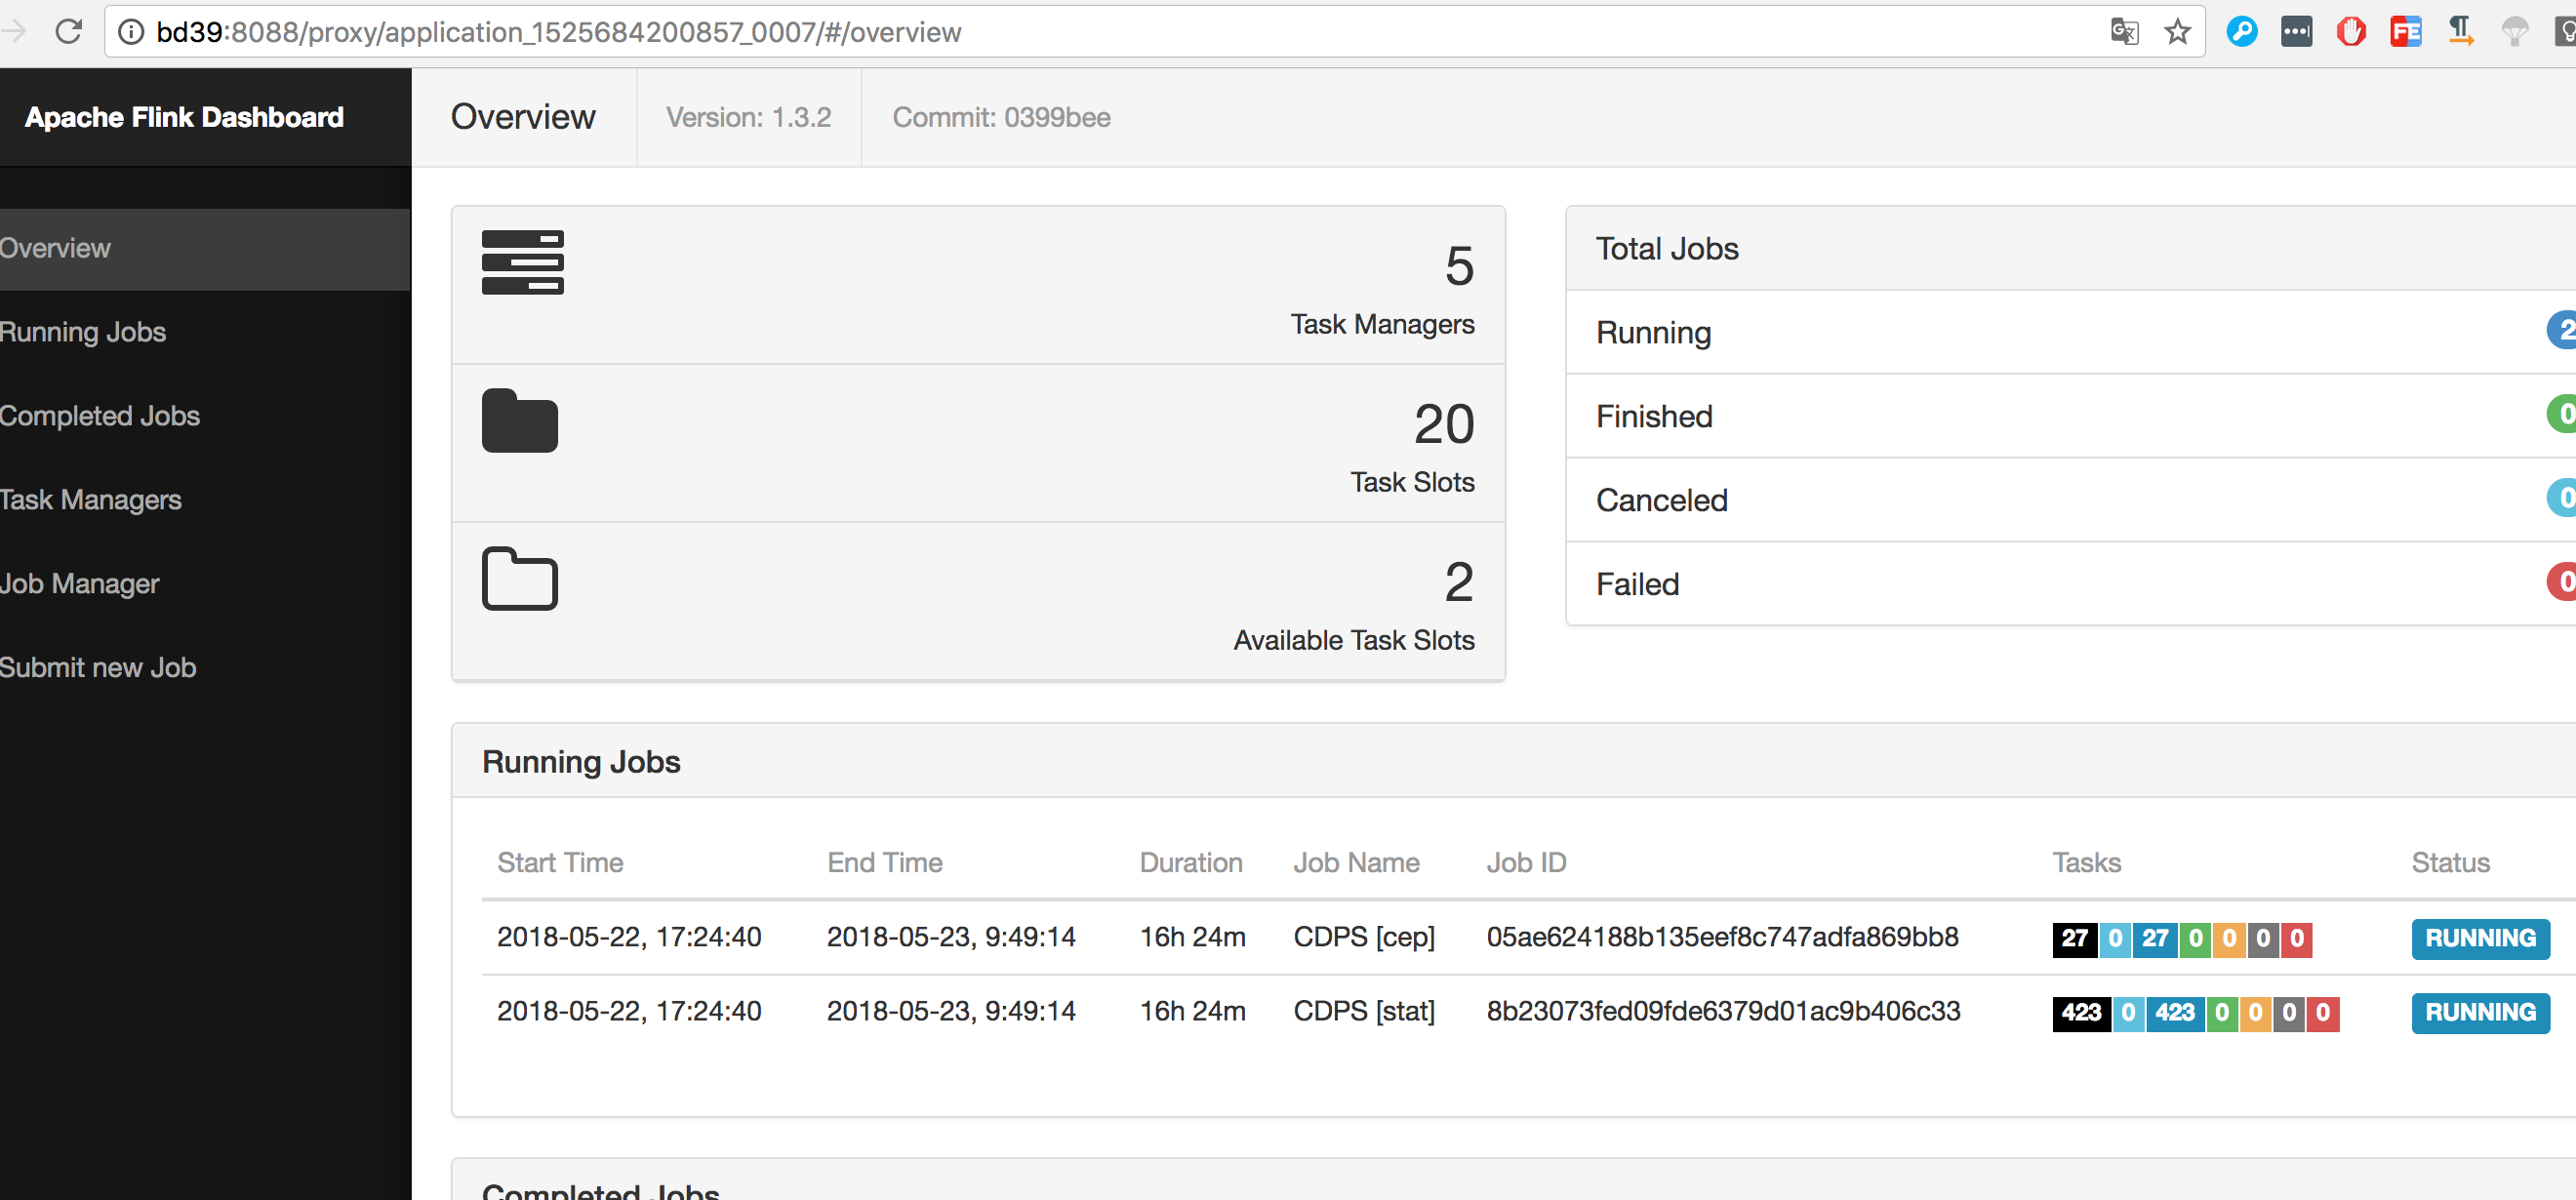 bd39:8088/proxy/application_1525684200857_0007/#/overview
FE
Apache Flink Dashboard
Overview
Version: 1.3.2
Commit: 0399bee
Overview
Running Jobs
Completed Jobs
Task Managers
Job Manager
Submit new Job
5
Task Managers
20
Task Slots
2
Available Task Slots
Total Jobs
Running 2
Finished 0
Canceled 0
Failed 0
Running Jobs
Start Time End Time Duration Job Name Job ID Tasks Status
2018-05-22, 17:24:40 2018-05-23, 9:49:14 16h 24m CDPS [cep] 05ae624188b135eef8c747adfa869bb8 27 0 27 0 0 0 0 RUNNING
2018-05-22, 17:24:40 2018-05-23, 9:49:14 16h 24m CDPS [stat] 8b23073fed09fde6379d01ac9b406c33 423 0 423 0 0 0 0 RUNNING
Completed Jobs